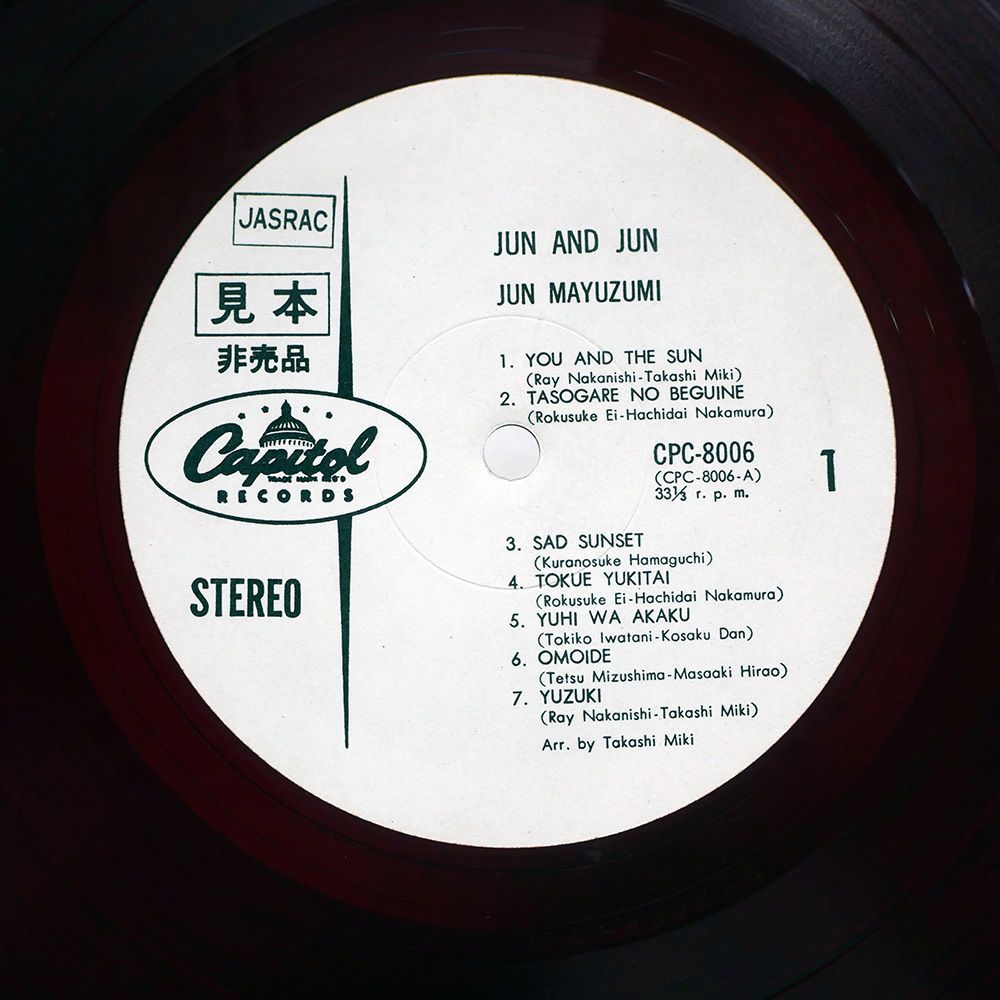 JASRAC
見本
非売品
Capitol
TRADE MARK REG'D
RECORDS
STEREO
JUN AND JUN
JUN MAYUZUMI
1. YOU AND THE SUN
(Ray Nakanishi-Takashi Miki)
2. TASOGARE NO BEGUINE
(Rokusuke Ei-Hachidai Nakamura)
CPC-8006
(CPC-8006-A)
33⅓ r. p. m.
1
3. SAD SUNSET
(Kuranosuke Hamaguchi)
4. TOKUE YUKITAI
(Rokusuke Ei-Hachidai Nakamura)
5. YUHI WA AKAKU
(Tokiko Iwatani-Kosaku Dan)
6. OMOIDE
(Tetsu Mizushima-Masaaki Hirao)
7. YUZUKI
(Ray Nakanishi-Takashi Miki)
Arr. by Takashi Miki